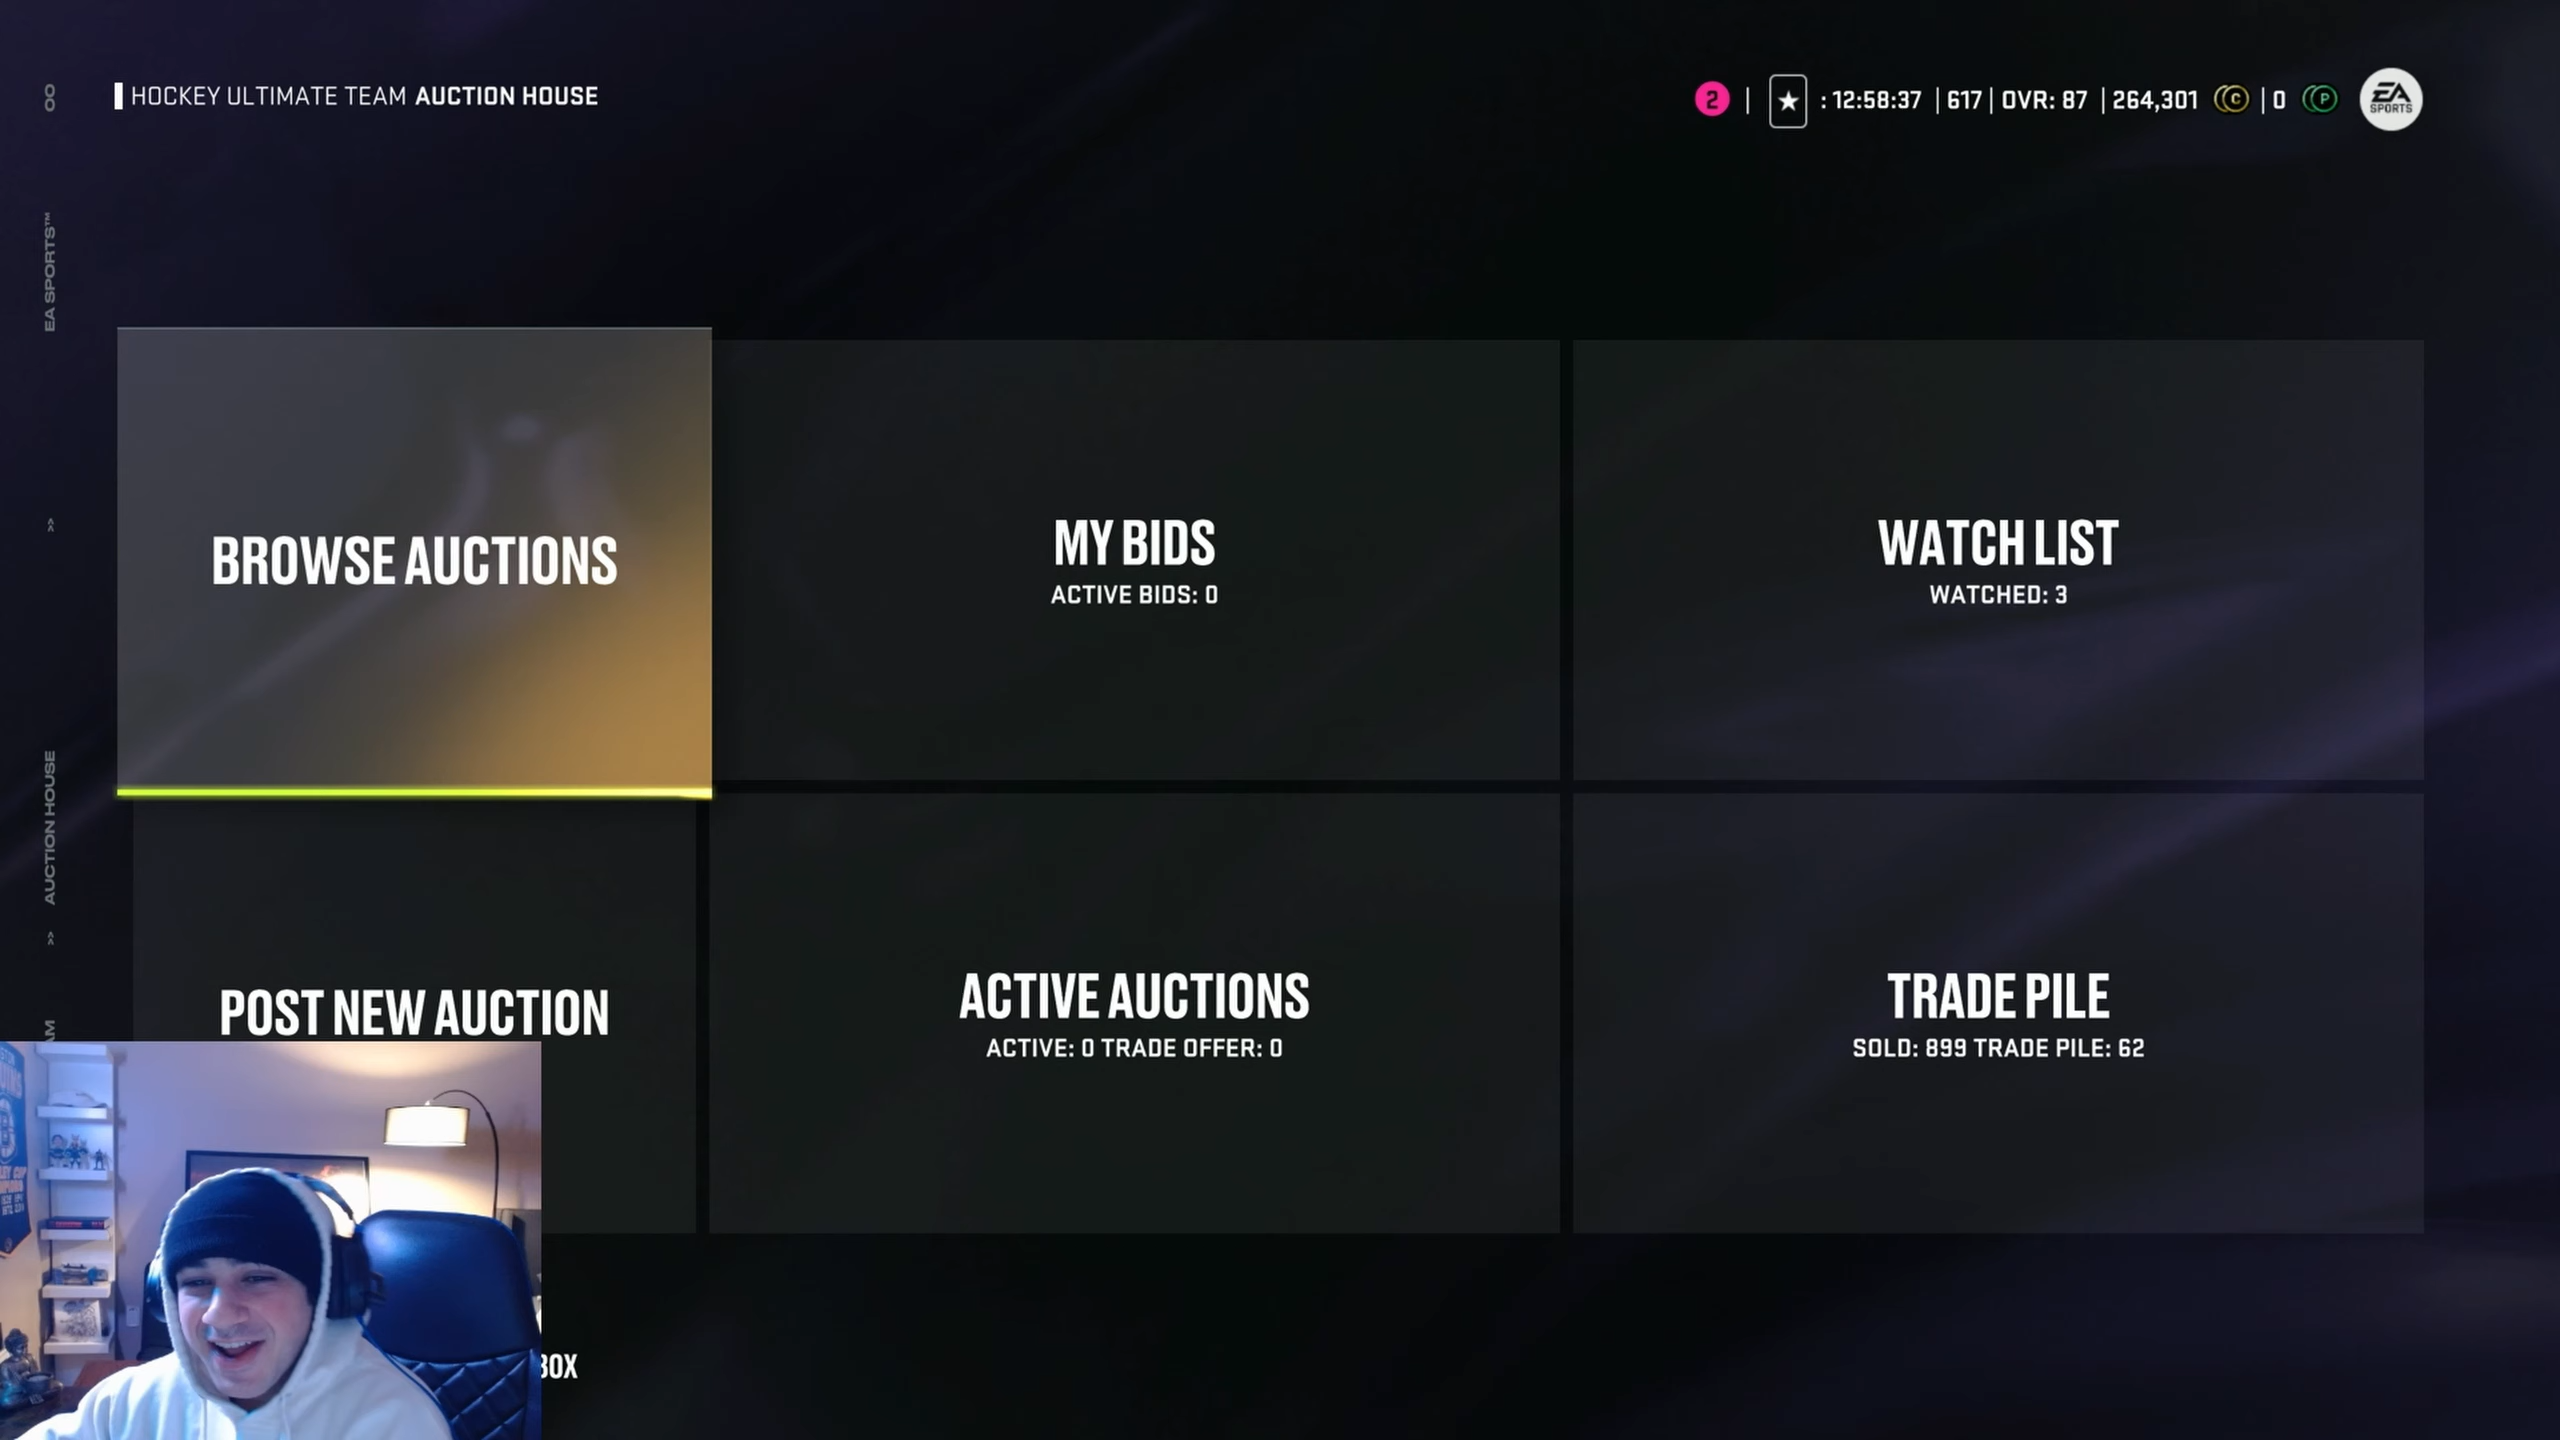 HOCKEY ULTIMATE TEAM AUCTION HOUSE
2 | ★ : 12:58:37 | 617 | OVR: 87 | 264,301 C | 0 P
EA SPORTS
EA SPORTS™
AUCTION HOUSE
BROWSE AUCTIONS
MY BIDS
ACTIVE BIDS: 0
WATCH LIST
WATCHED: 3
POST NEW AUCTION
ACTIVE AUCTIONS
ACTIVE: 0 TRADE OFFER: 0
TRADE PILE
SOLD: 899 TRADE PILE: 62